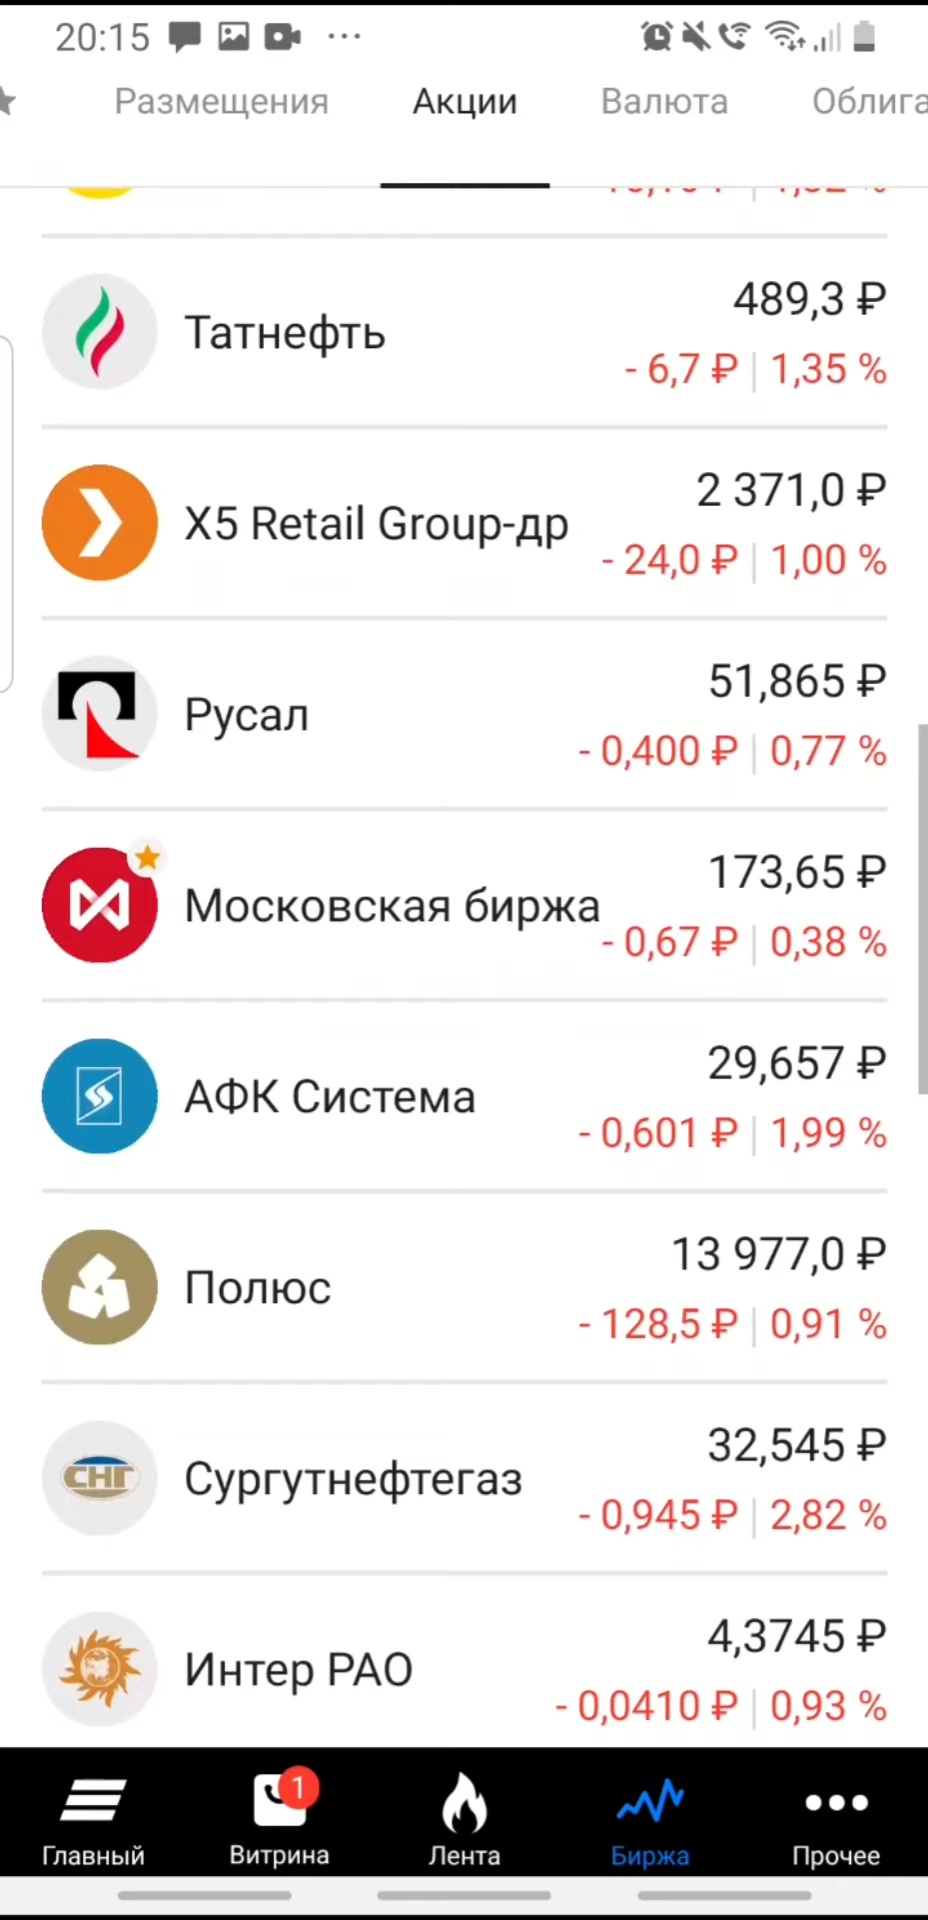 20:15
Размещения Акции Валюта Облига
Татнефть
489,3 ₽
- 6,7 ₽ | 1,35 %
X5 Retail Group-др
2 371,0 ₽
- 24,0 ₽ | 1,00 %
Русал
51,865 ₽
- 0,400 ₽ | 0,77 %
Московская биржа
173,65 ₽
- 0,67 ₽ | 0,38 %
АФК Система
29,657 ₽
- 0,601 ₽ | 1,99 %
Полюс
13 977,0 ₽
- 128,5 ₽ | 0,91 %
СНГ
Сургутнефтегаз
32,545 ₽
- 0,945 ₽ | 2,82 %
Интер РАО
4,3745 ₽
- 0,0410 ₽ | 0,93 %
1
Главный Витрина Лента Биржа Прочее